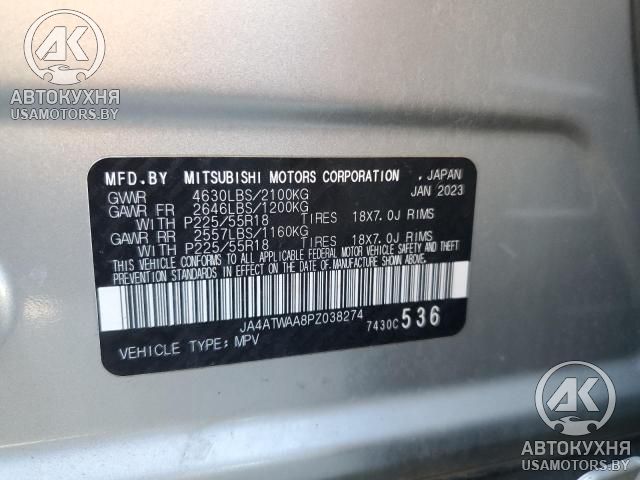 AK
АВТОКУХНЯ
USAMOTORS.BY
MFD.BY MITSUBISHI MOTORS CORPORATION . JAPAN
GVWR 4630LBS/2100KG JAN 2023
GAWR FR 2646LBS/1200KG
WITH P225/55R18 TIRES 18X7.0J RIMS
GAWR RR 2557LBS/1160KG
WITH P225/55R18 TIRES 18X7.0J RIMS
THIS VEHICLE CONFORMS TO ALL APPLICABLE FEDERAL MOTOR VEHICLE SAFETY AND THEFT
PREVENTION STANDARDS IN EFFECT ON THE DATE OF MANUFACTURE SHOWN ABOVE.
JA4ATWAA8PZ038274 7430C 536
VEHICLE TYPE: MPV
AK
АВТОКУХНЯ
USAMOTORS.BY